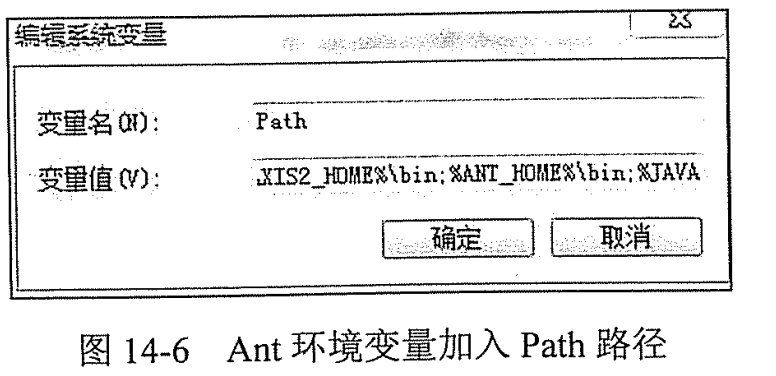 编辑系统变量
变量名(N): Path
变量值(V): .XIS2_HOME%\bin;%ANT_HOME%\bin;%JAVA
确定 取消
图 14-6 Ant 环境变量加入 Path 路径